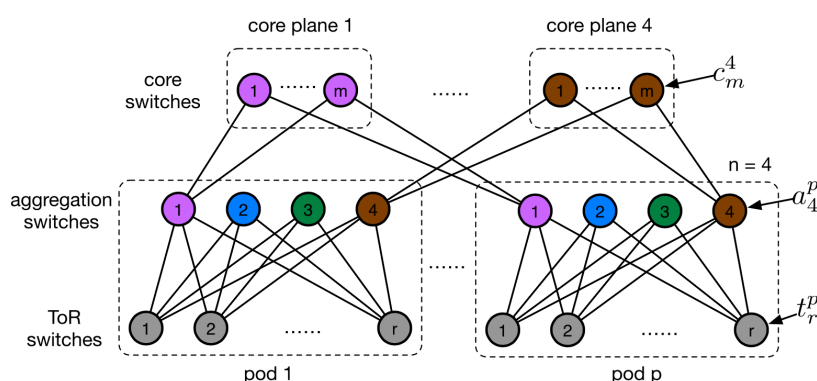 core plane 1
core plane 4
core
switches
1 ...... m
......
1 ...... m
c_m^4
n = 4
aggregation
switches
1 2 3 4
1 2 3 4
a_4^p
......
ToR
switches
1 2 ...... r
1 2 ...... r
t_r^p
pod 1
pod p